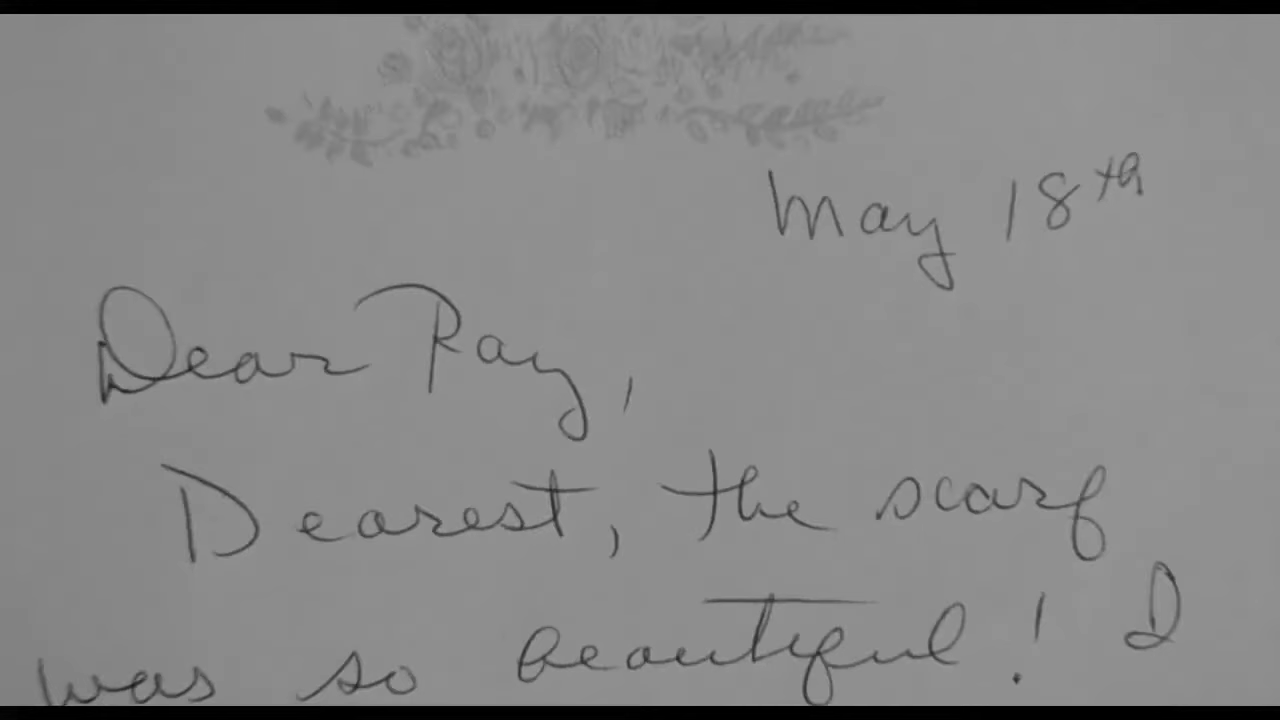 May 18th
Dear Ray,
Dearest, the scarf
was so beautiful! I